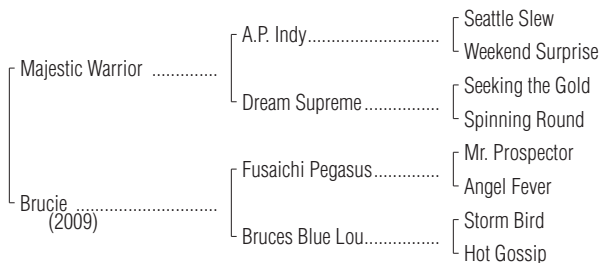 Seattle Slew
A.P. Indy............................
Weekend Surprise
Majestic Warrior ..............
Seeking the Gold
Dream Supreme................
Spinning Round
Mr. Prospector
Fusaichi Pegasus..............
Angel Fever
Brucie ..............................
(2009)
Storm Bird
Bruces Blue Lou................
Hot Gossip